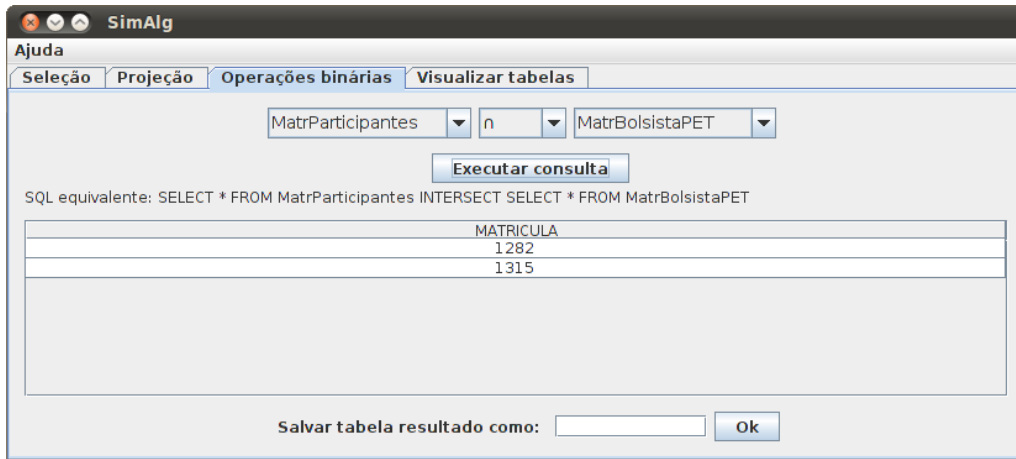 SimAlg
Ajuda
Seleção Projeção Operações binárias Visualizar tabelas
MatrParticipantes ∩ MatrBolsistaPET
Executar consulta
SQL equivalente: SELECT * FROM MatrParticipantes INTERSECT SELECT * FROM MatrBolsistaPET
MATRICULA
1282
1315
Salvar tabela resultado como: Ok